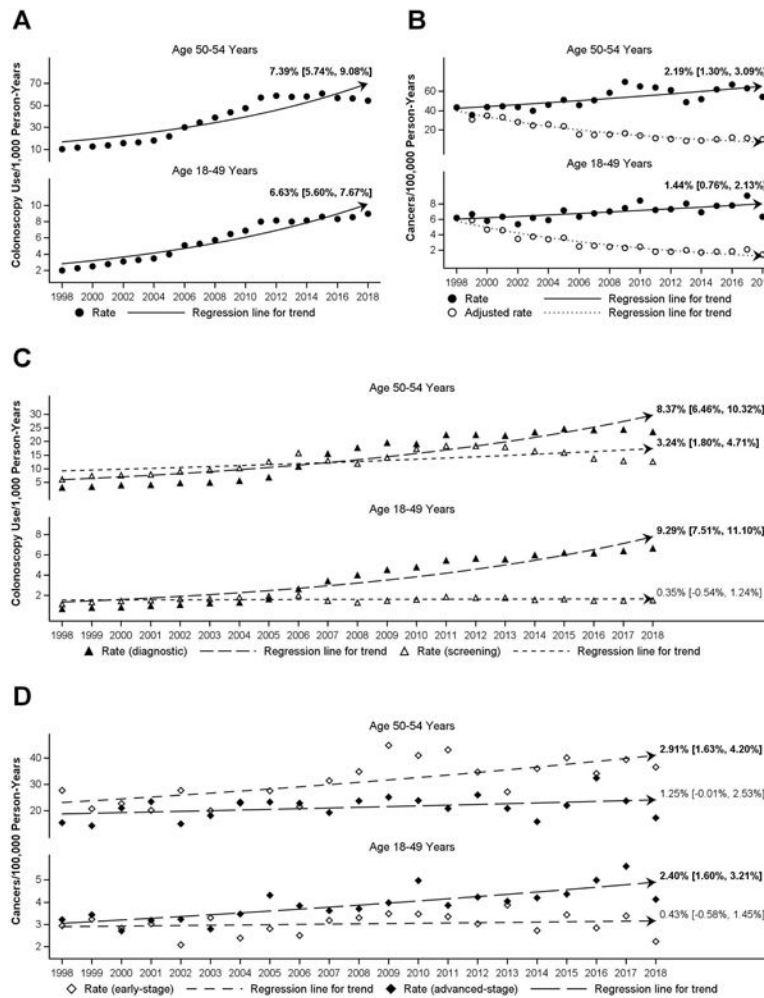 A
Age 50-54 Years
7.39% [5.74%, 9.08%]
70
50
30
10
Age 18-49 Years
6.63% [5.60%, 7.67%]
10
8
6
4
2
Colonoscopy Use/1,000 Person-Years
1998 2000 2002 2004 2006 2008 2010 2012 2014 2016 2018
Rate Regression line for trend
B
Age 50-54 Years
2.19% [1.30%, 3.09%]
60
40
20
Age 18-49 Years
1.44% [0.76%, 2.13%]
8
6
4
2
Cancers/100,000 Person-Years
1998 2000 2002 2004 2006 2008 2010 2012 2014 2016 201
Rate Regression line for trend
Adjusted rate Regression line for trend
C
Age 50-54 Years
8.37% [6.46%, 10.32%]
3.24% [1.80%, 4.71%]
30
25
20
15
10
5
Age 18-49 Years
9.29% [7.51%, 11.10%]
0.35% [-0.54%, 1.24%]
8
6
4
2
Colonoscopy Use/1,000 Person-Years
1998 1999 2000 2001 2002 2003 2004 2005 2006 2007 2008 2009 2010 2011 2012 2013 2014 2015 2016 2017 2018
Rate (diagnostic) Regression line for trend Rate (screening) Regression line for trend
D
Age 50-54 Years
2.91% [1.63%, 4.20%]
1.25% [-0.01%, 2.53%]
40
30
20
Age 18-49 Years
2.40% [1.60%, 3.21%]
0.43% [-0.58%, 1.45%]
5
4
3
2
Cancers/100,000 Person-Years
1998 1999 2000 2001 2002 2003 2004 2005 2006 2007 2008 2009 2010 2011 2012 2013 2014 2015 2016 2017 2018
Rate (early-stage) Regression line for trend Rate (advanced-stage) Regression line for trend